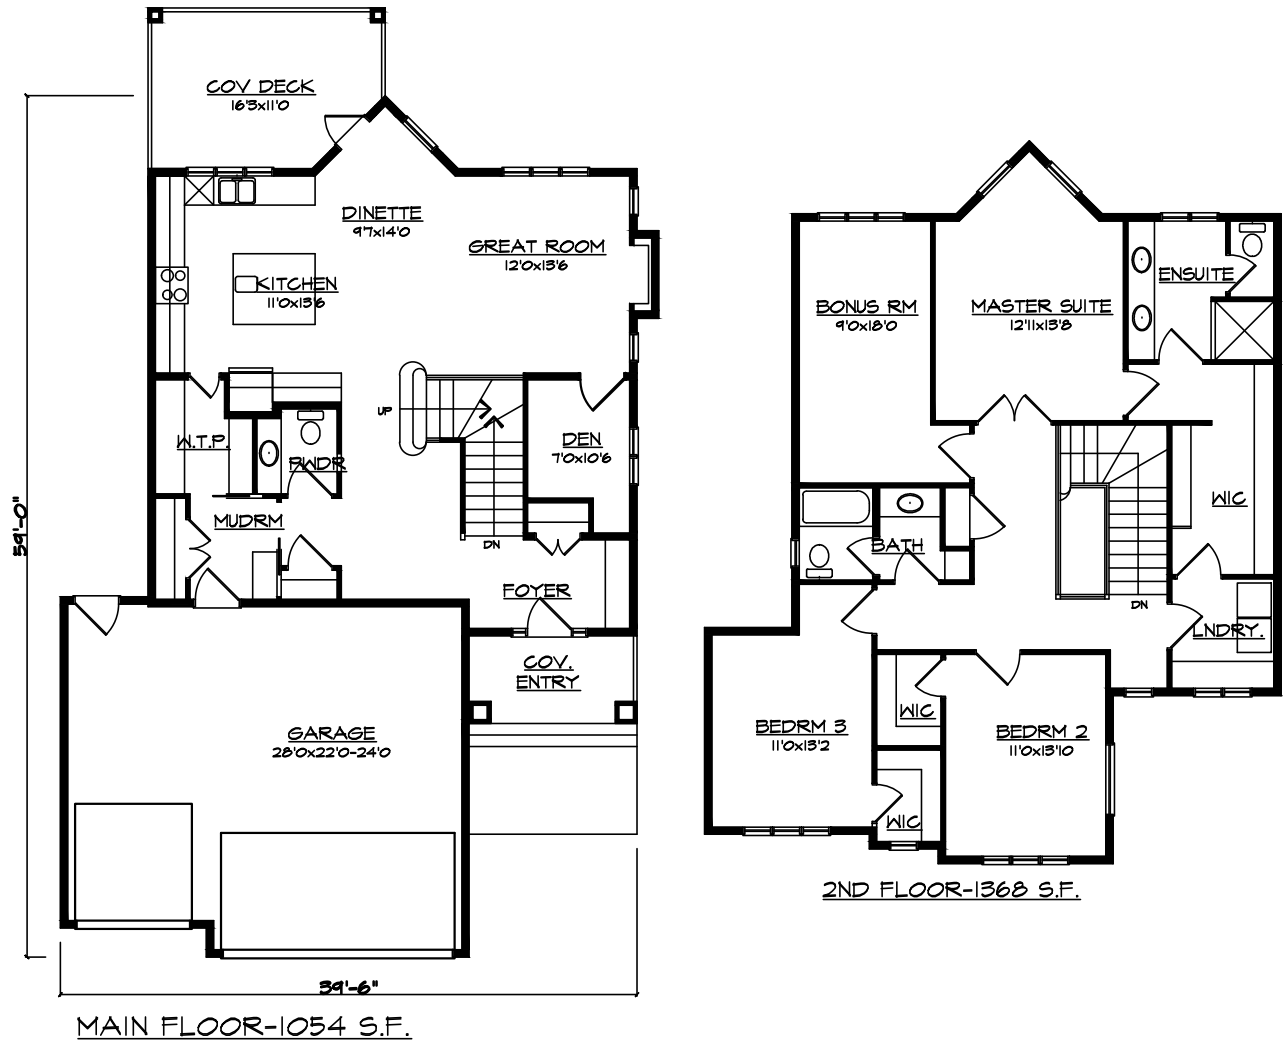 COV DECK
16'3x11'0
DINETTE
9'7x14'0
GREAT ROOM
12'0x13'6
KITCHEN
11'0x13'6
UP
W.T.P.
PWDR
DEN
7'0x10'6
MUDRM
DN
FOYER
59'-0"
COV.
ENTRY
GARAGE
28'0x22'0-24'0
39'-6"
MAIN FLOOR-1054 S.F.
ENSUITE
BONUS RM
9'0x18'0
MASTER SUITE
12'11x13'8
WIC
BATH
DN
LNDRY.
WIC
BEDRM 3
11'0x13'2
BEDRM 2
11'0x13'10
WIC
2ND FLOOR-1368 S.F.